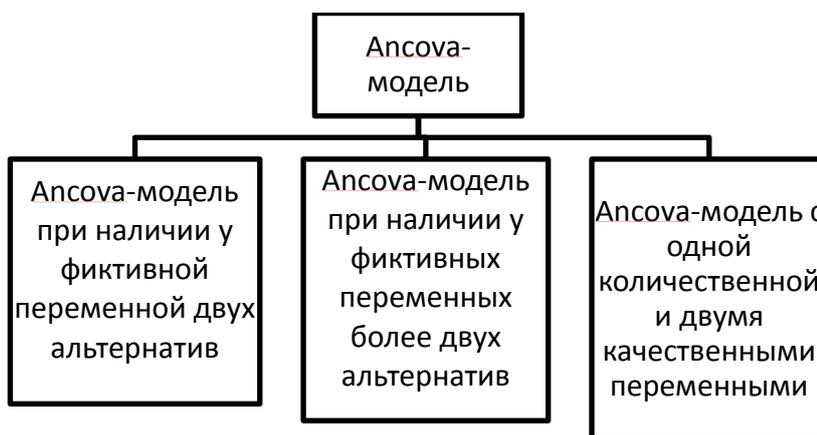 Ancova-
модель
Ancova-модель
при наличии у
фиктивной
переменной двух
альтернатив
Ancova-модель
при наличии у
фиктивных
переменных
более двух
альтернатив
Ancova-модель с
одной
количественной
и двумя
качественными
переменными